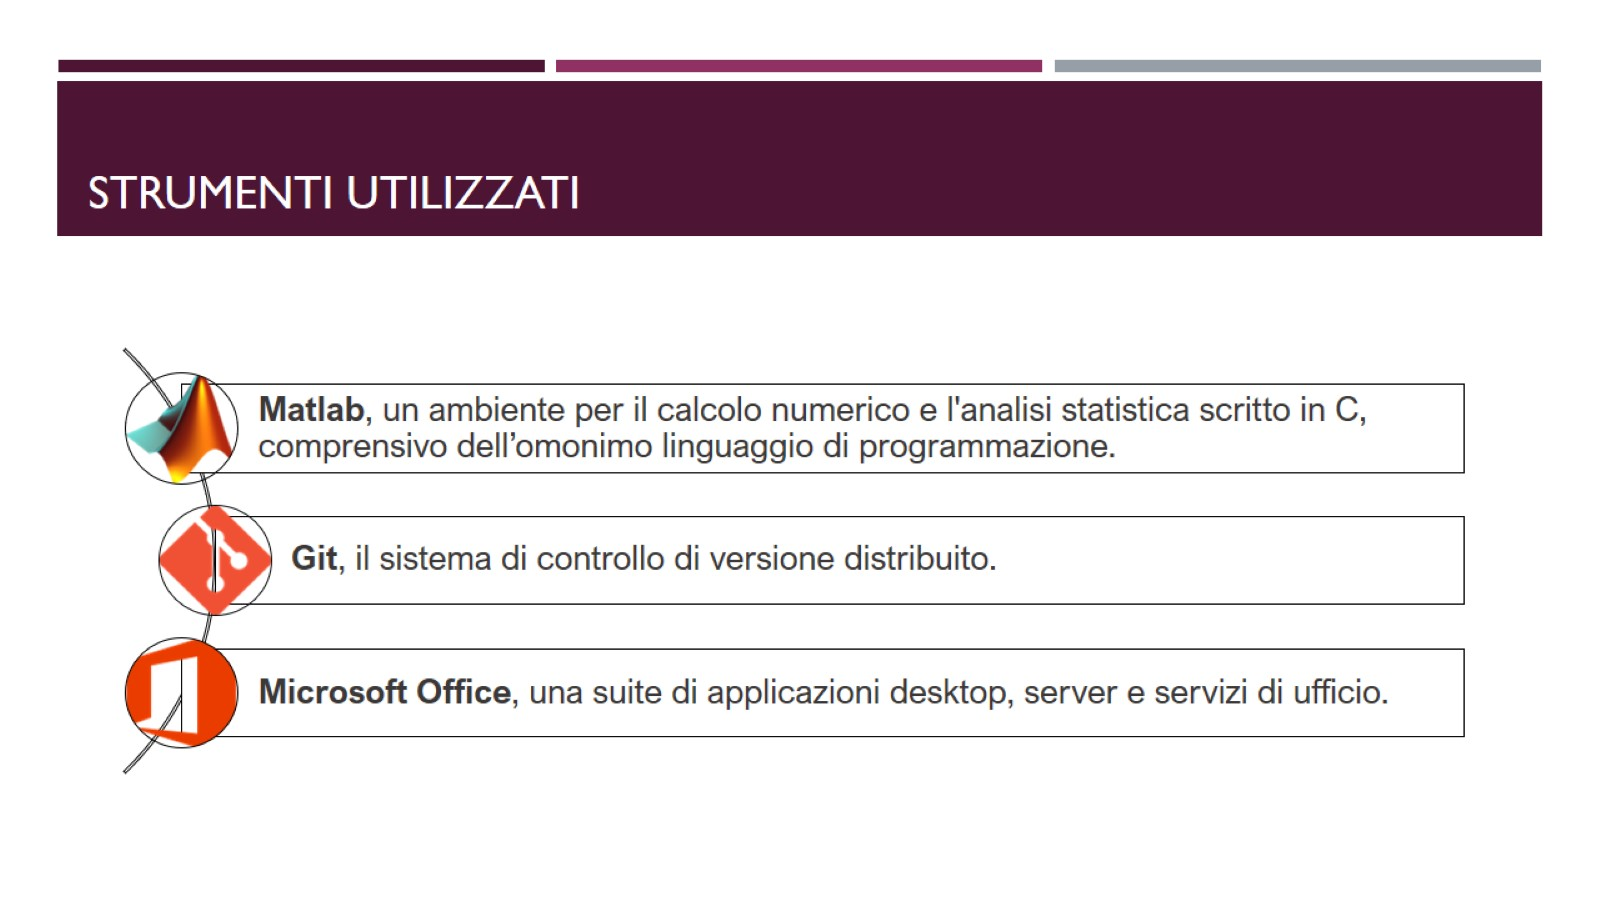 STRUMENTI UTILIZZATI
Matlab, un ambiente per il calcolo numerico e l'analisi statistica scritto in C,
comprensivo dell’omonimo linguaggio di programmazione.
Git, il sistema di controllo di versione distribuito.
Microsoft Office, una suite di applicazioni desktop, server e servizi di ufficio.